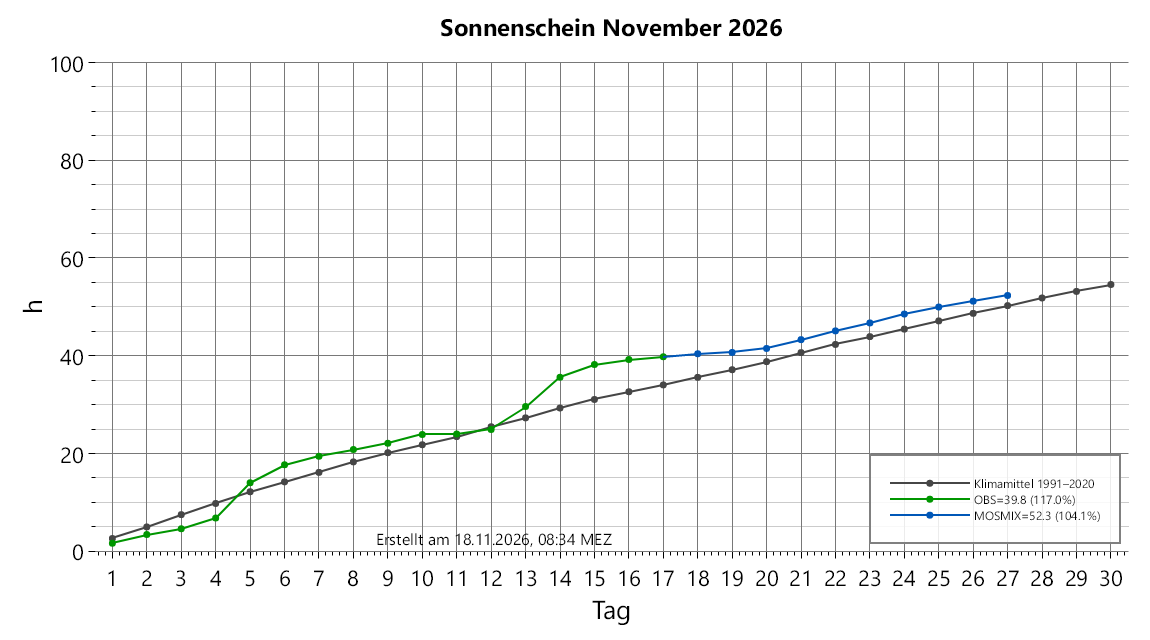 Sonnenschein November 2026
100
80
60
40
20
0
h
Klimamittel 1991–2020
OBS=39.8 (117.0%)
MOSMIX=52.3 (104.1%)
Erstellt am 18.11.2026, 08:34 MEZ
1 2 3 4 5 6 7 8 9 10 11 12 13 14 15 16 17 18 19 20 21 22 23 24 25 26 27 28 29 30
Tag